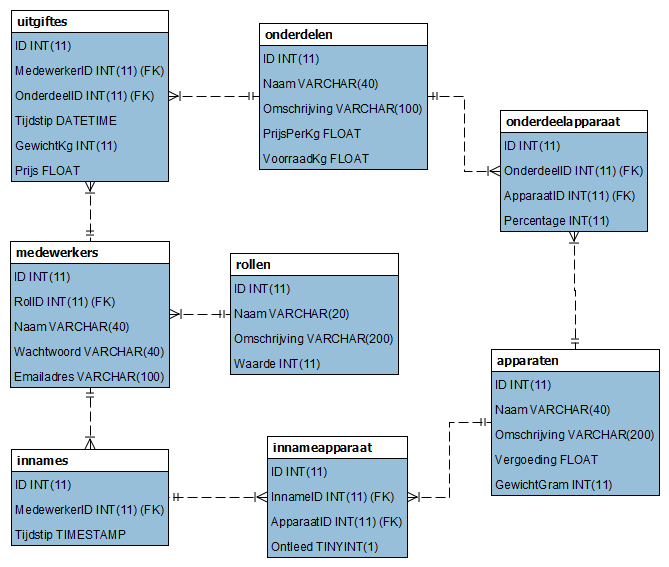 uitgiftes
ID INT(11)
MedewerkerID INT(11) (FK)
OnderdeelID INT(11) (FK)
Tijdstip DATETIME
GewichtKg INT(11)
Prijs FLOAT
onderdelen
ID INT(11)
Naam VARCHAR(40)
Omschrijving VARCHAR(100)
PrijsPerKg FLOAT
VoorraadKg FLOAT
onderdeelapparaat
ID INT(11)
OnderdeelID INT(11) (FK)
ApparaatID INT(11) (FK)
Percentage INT(11)
medewerkers
ID INT(11)
RolID INT(11) (FK)
Naam VARCHAR(40)
Wachtwoord VARCHAR(40)
Emailadres VARCHAR(100)
rollen
ID INT(11)
Naam VARCHAR(20)
Omschrijving VARCHAR(200)
Waarde INT(11)
apparaten
ID INT(11)
Naam VARCHAR(40)
Omschrijving VARCHAR(200)
Vergoeding FLOAT
GewichtGram INT(11)
innames
ID INT(11)
MedewerkerID INT(11) (FK)
Tijdstip TIMESTAMP
innameapparaat
ID INT(11)
InnameID INT(11) (FK)
ApparaatID INT(11) (FK)
Ontleed TINYINT(1)